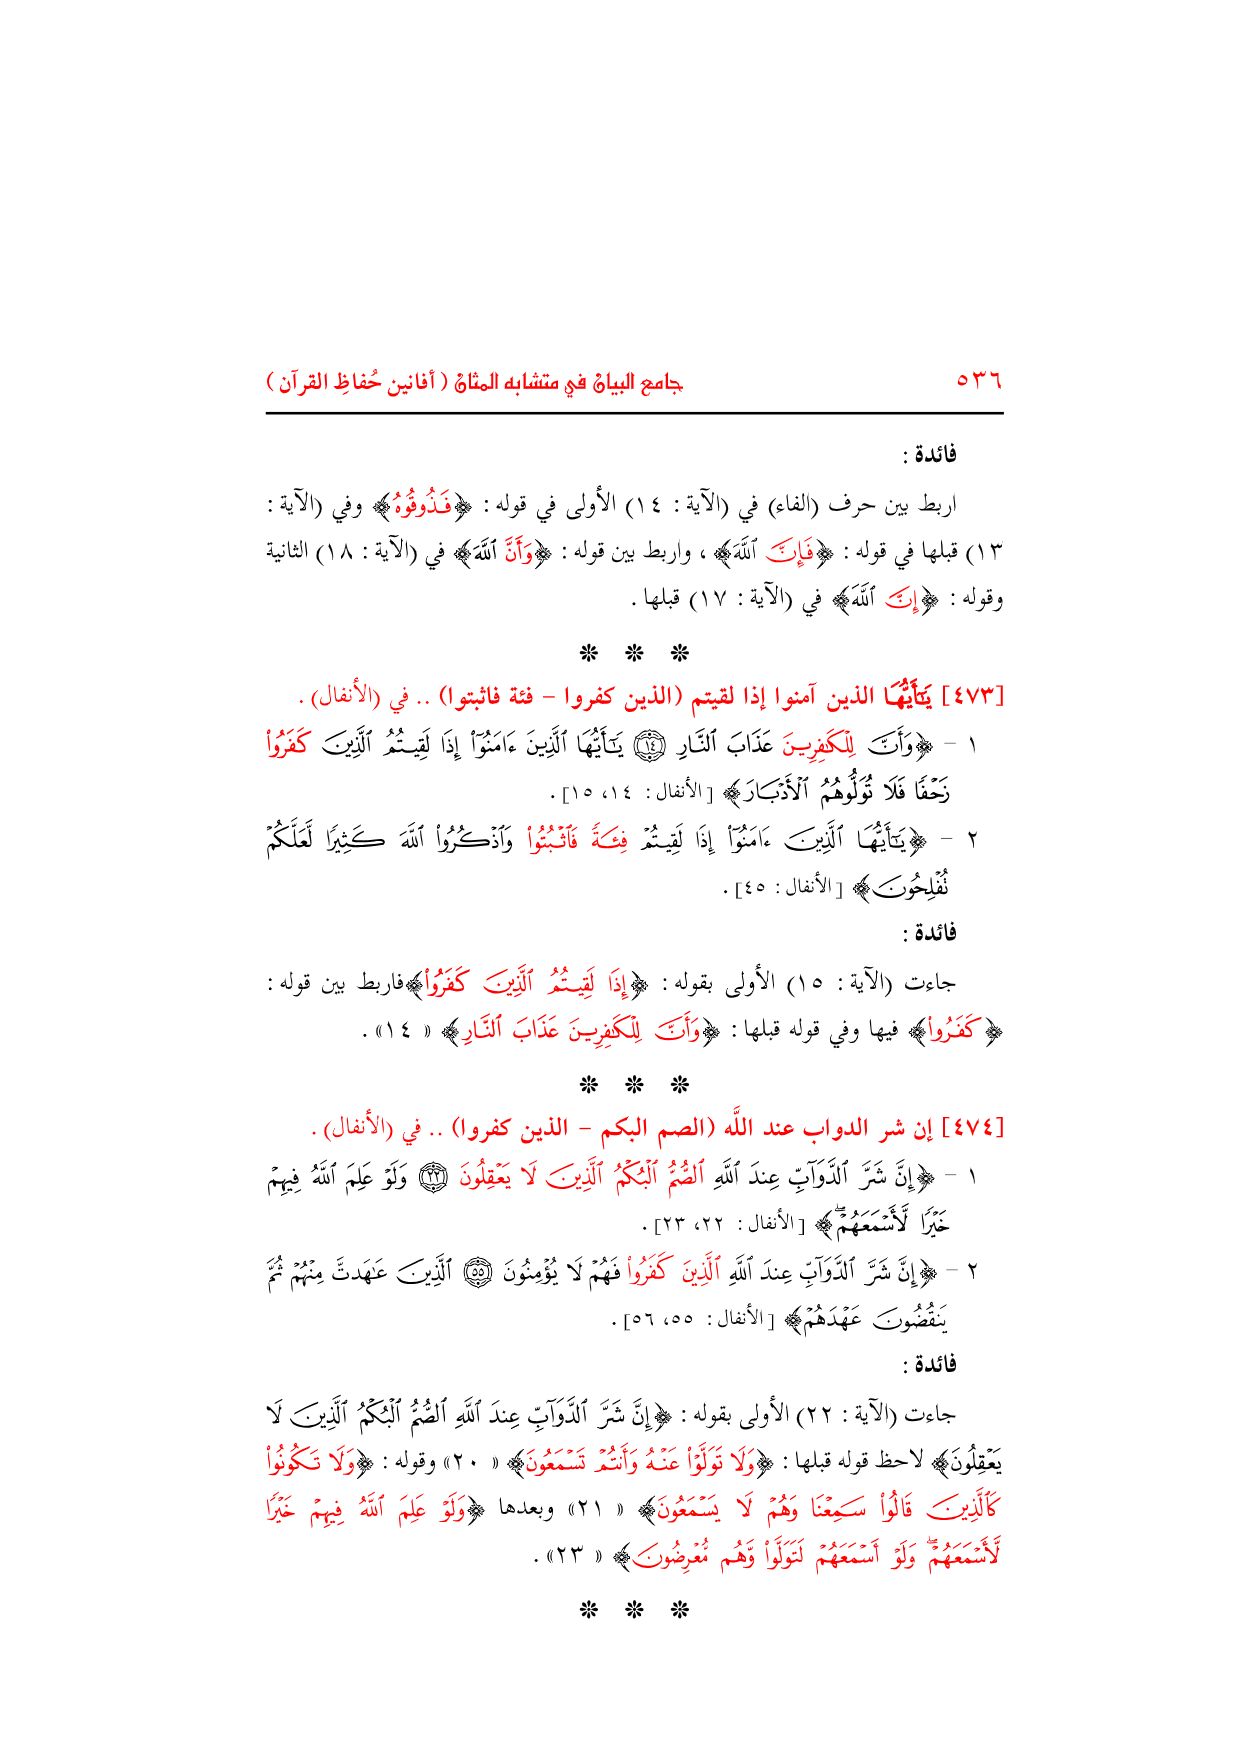 ٥٣٦ جامع البيان في متشابه المثان ( أفانين حُفاظِ القرآن )
فائدة :
اربط بين حرف (الفاء) في (الآية : ١٤) الأولى في قوله : ﴿فَذُوقُوهُ﴾ وفي (الآية :
١٣) قبلها في قوله : ﴿فَإِنَّ ٱللَّهَ﴾ ، واربط بين قوله : ﴿وَأَنَّ ٱللَّهَ﴾ في (الآية : ١٨) الثانية
وقوله : ﴿إِنَّ ٱللَّهَ﴾ في (الآية : ١٧) قبلها .
❊ ❊ ❊
[٤٧٣] يَٰٓأَيُّهَا الذين آمنوا إذا لقيتم (الذين كفروا – فئة فاثبتوا) .. في (الأنفال) .
١ – ﴿وَأَنَّ لِلْكَٰفِرِينَ عَذَابَ ٱلنَّارِ ١٤ يَٰٓأَيُّهَا ٱلَّذِينَ ءَامَنُوٓا۟ إِذَا لَقِيتُمُ ٱلَّذِينَ كَفَرُوا۟
زَحْفًا فَلَا تُوَلُّوهُمُ ٱلْأَدْبَارَ﴾ [الأنفال : ١٤، ١٥] .
٢ – ﴿يَٰٓأَيُّهَا ٱلَّذِينَ ءَامَنُوٓا۟ إِذَا لَقِيتُمْ فِئَةً فَٱثْبُتُوا۟ وَٱذْكُرُوا۟ ٱللَّهَ كَثِيرًا لَّعَلَّكُمْ
تُفْلِحُونَ﴾ [الأنفال : ٤٥] .
فائدة :
جاءت (الآية : ١٥) الأولى بقوله : ﴿إِذَا لَقِيتُمُ ٱلَّذِينَ كَفَرُوا۟﴾فاربط بين قوله :
﴿كَفَرُوا۟﴾ فيها وفي قوله قبلها : ﴿وَأَنَّ لِلْكَٰفِرِينَ عَذَابَ ٱلنَّارِ﴾ « ١٤» .
❊ ❊ ❊
[٤٧٤] إن شر الدواب عند اللَّه (الصم البكم – الذين كفروا) .. في (الأنفال) .
١ – ﴿إِنَّ شَرَّ ٱلدَّوَآبِّ عِندَ ٱللَّهِ ٱلصُّمُّ ٱلْبُكْمُ ٱلَّذِينَ لَا يَعْقِلُونَ ٢٢ وَلَوْ عَلِمَ ٱللَّهُ فِيهِمْ
خَيْرًا لَّأَسْمَعَهُمْ ۖ﴾ [الأنفال : ٢٢، ٢٣] .
٢ – ﴿إِنَّ شَرَّ ٱلدَّوَآبِّ عِندَ ٱللَّهِ ٱلَّذِينَ كَفَرُوا۟ فَهُمْ لَا يُؤْمِنُونَ ٥٥ ٱلَّذِينَ عَٰهَدتَّ مِنْهُمْ ثُمَّ
يَنقُضُونَ عَهْدَهُمْ﴾ [الأنفال : ٥٥، ٥٦] .
فائدة :
جاءت (الآية : ٢٢) الأولى بقوله : ﴿إِنَّ شَرَّ ٱلدَّوَآبِّ عِندَ ٱللَّهِ ٱلصُّمُّ ٱلْبُكْمُ ٱلَّذِينَ لَا
يَعْقِلُونَ﴾ لاحظ قوله قبلها : ﴿وَلَا تَوَلَّوْا۟ عَنْهُ وَأَنتُمْ تَسْمَعُونَ﴾ « ٢٠» وقوله : ﴿وَلَا تَكُونُوا۟
كَٱلَّذِينَ قَالُوا۟ سَمِعْنَا وَهُمْ لَا يَسْمَعُونَ﴾ « ٢١» وبعدها ﴿وَلَوْ عَلِمَ ٱللَّهُ فِيهِمْ خَيْرًا
لَّأَسْمَعَهُمْ ۖ وَلَوْ أَسْمَعَهُمْ لَتَوَلَّوا۟ وَّهُم مُّعْرِضُونَ﴾ « ٢٣» .
❊ ❊ ❊